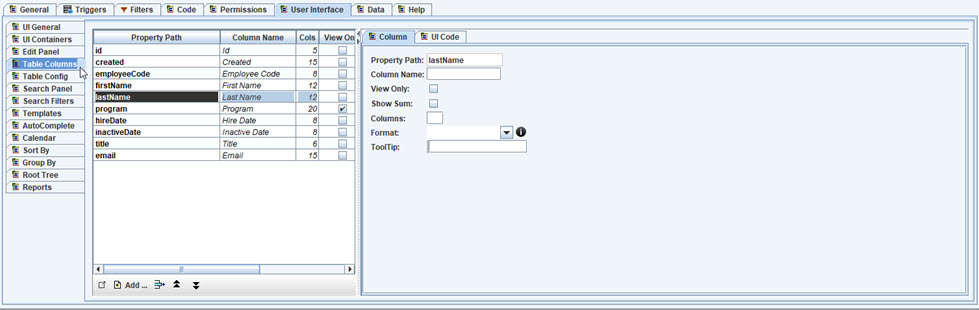 General Triggers Filters Code Permissions User Interface Data Help
UI General
UI Containers
Edit Panel
Table Columns
Table Config
Search Panel
Search Filters
Templates
AutoComplete
Calendar
Sort By
Group By
Root Tree
Reports
Property Path Column Name Cols View On
id Id 5
created Created 15
employeeCode Employee Code 8
firstName First Name 12
lastName Last Name 12
program Program 20
hireDate Hire Date 8
inactiveDate Inactive Date 8
title Title 6
email Email 15
Add ...
Column UI Code
Property Path: lastName
Column Name:
View Only:
Show Sum:
Columns:
Format:
ToolTip: